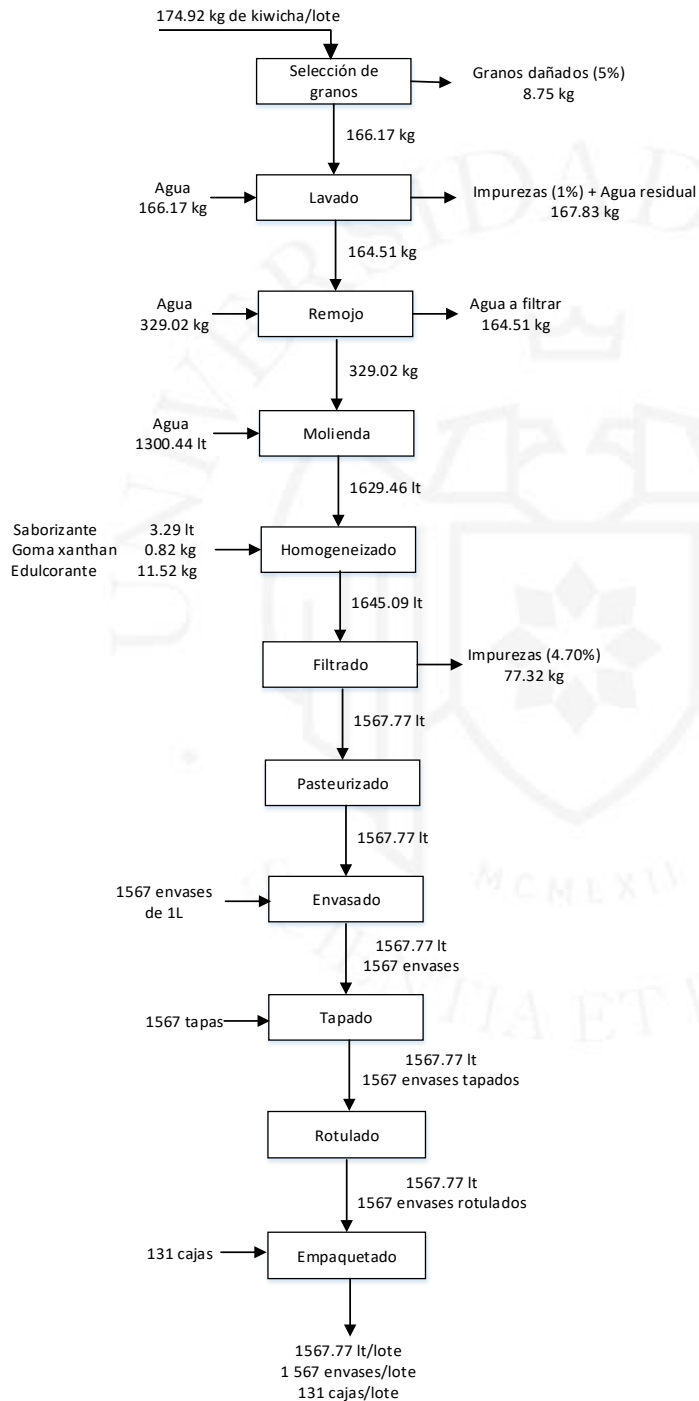 174.92 kg de kiwicha/lote
Selección de
granos
Granos dañados (5%)
8.75 kg
166.17 kg
Agua
166.17 kg
Lavado
Impurezas (1%) + Agua residual
167.83 kg
164.51 kg
Agua
329.02 kg
Remojo
Agua a filtrar
164.51 kg
329.02 kg
Agua
1300.44 lt
Molienda
1629.46 lt
Saborizante 3.29 lt
Goma xanthan 0.82 kg
Edulcorante 11.52 kg
Homogeneizado
1645.09 lt
Filtrado
Impurezas (4.70%)
77.32 kg
1567.77 lt
Pasteurizado
1567.77 lt
1567 envases
de 1L
Envasado
1567.77 lt
1567 envases
1567 tapas
Tapado
1567.77 lt
1567 envases tapados
Rotulado
1567.77 lt
1567 envases rotulados
131 cajas
Empaquetado
1567.77 lt/lote
1 567 envases/lote
131 cajas/lote
UNIVERSIDAD
MCMLXII
SCIENTIA ET